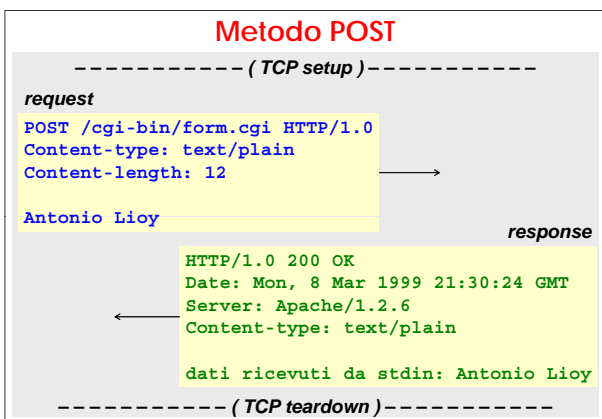 Metodo POST
– – – – – – – – – – – ( TCP setup ) – – – – – – – – – – –
request
POST /cgi-bin/form.cgi HTTP/1.0
Content-type: text/plain
Content-length: 12
Antonio Lioy
response
HTTP/1.0 200 OK
Date: Mon, 8 Mar 1999 21:30:24 GMT
Server: Apache/1.2.6
Content-type: text/plain
dati ricevuti da stdin: Antonio Lioy
– – – – – – – – – – – ( TCP teardown ) – – – – – – – – – – –